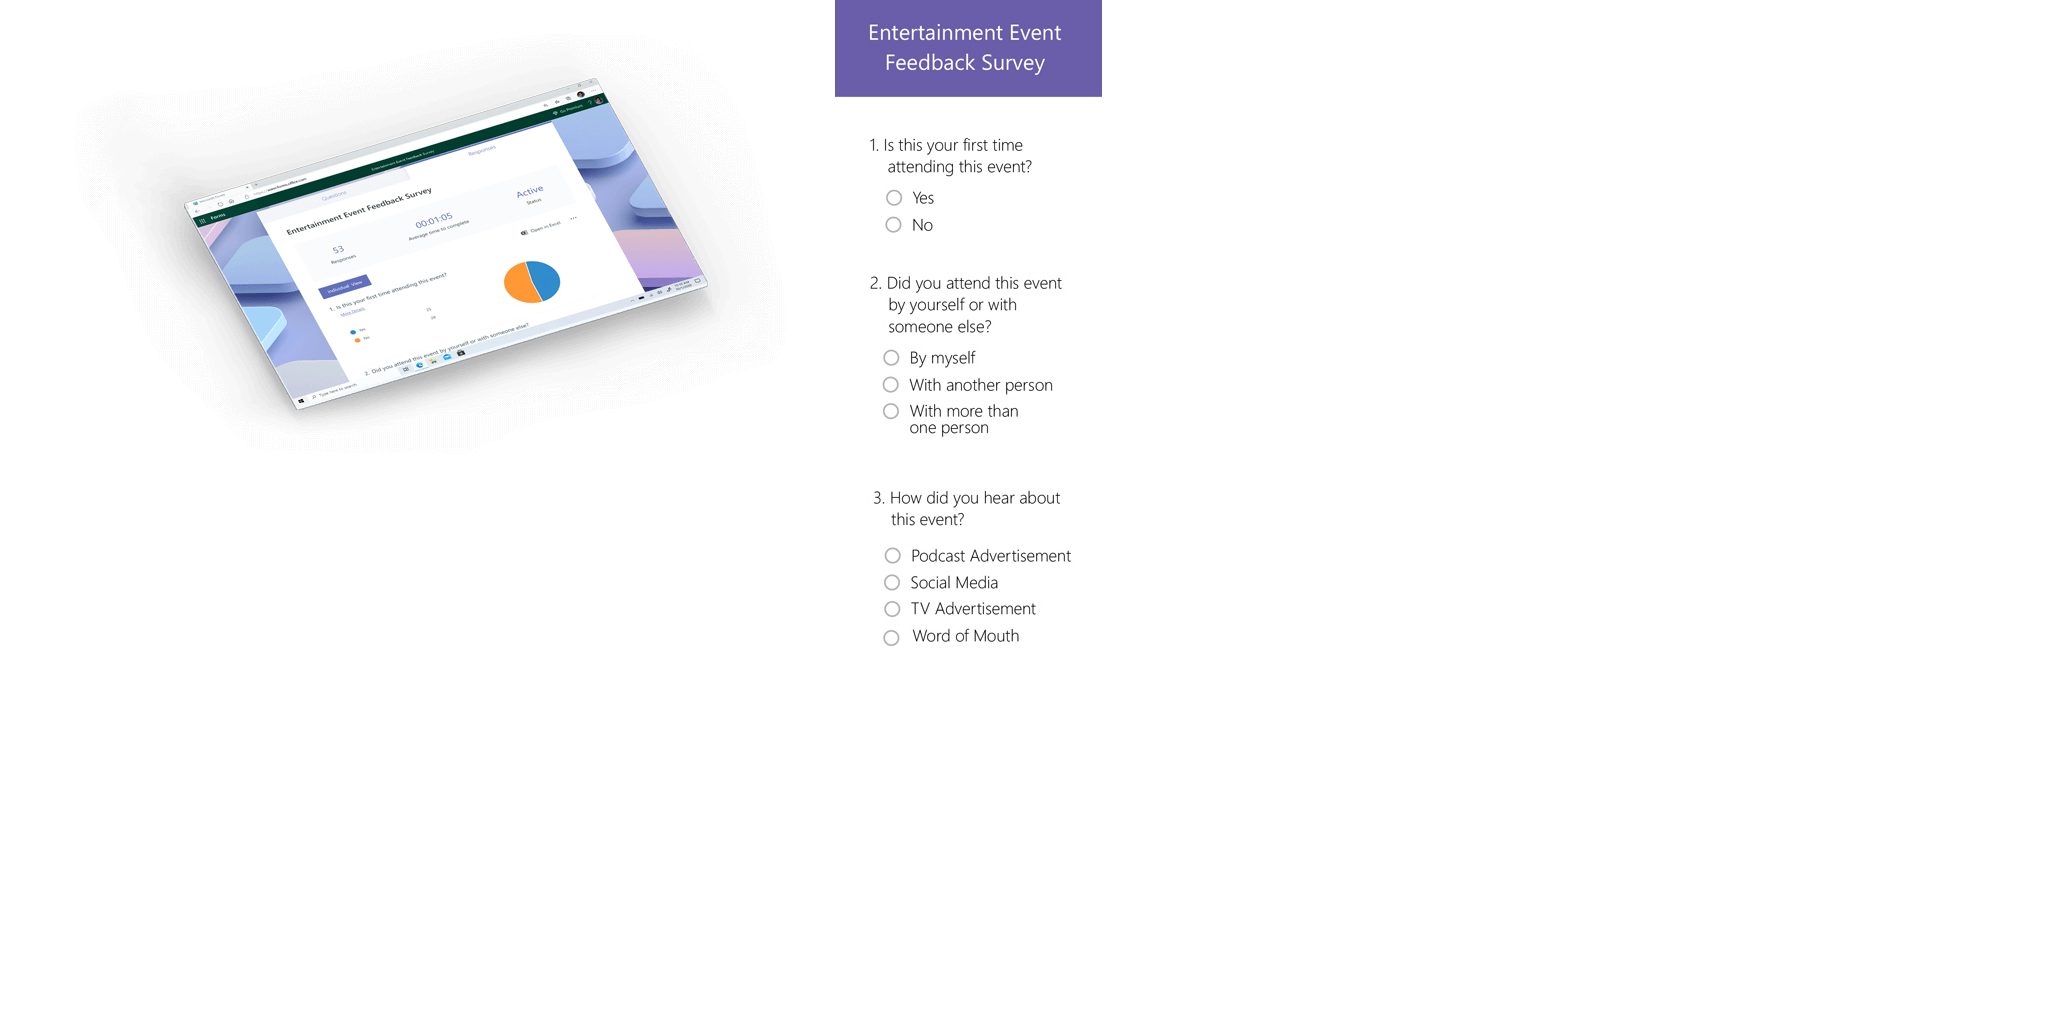 Forms
Entertainment Event Feedback Survey
Questions
Responses
Entertainment Event Feedback Survey
53
Responses
00:01:05
Average time to complete
Active
Status
Individual View
Open in Excel
1. Is this your first time attending this event?
More Details
No
2. Did you attend this event by yourself or with someone else?
Type here to search
Entertainment Event
Feedback Survey
1. Is this your first time
attending this event?
Yes
No
2. Did you attend this event
by yourself or with
someone else?
By myself
With another person
With more than
one person
3. How did you hear about
this event?
Podcast Advertisement
Social Media
TV Advertisement
Word of Mouth